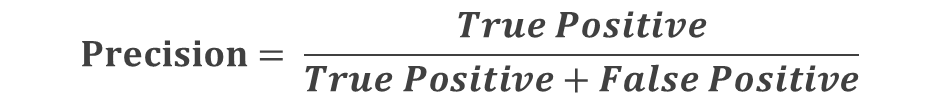 True Positive
Precision =
True Positive + False Positive